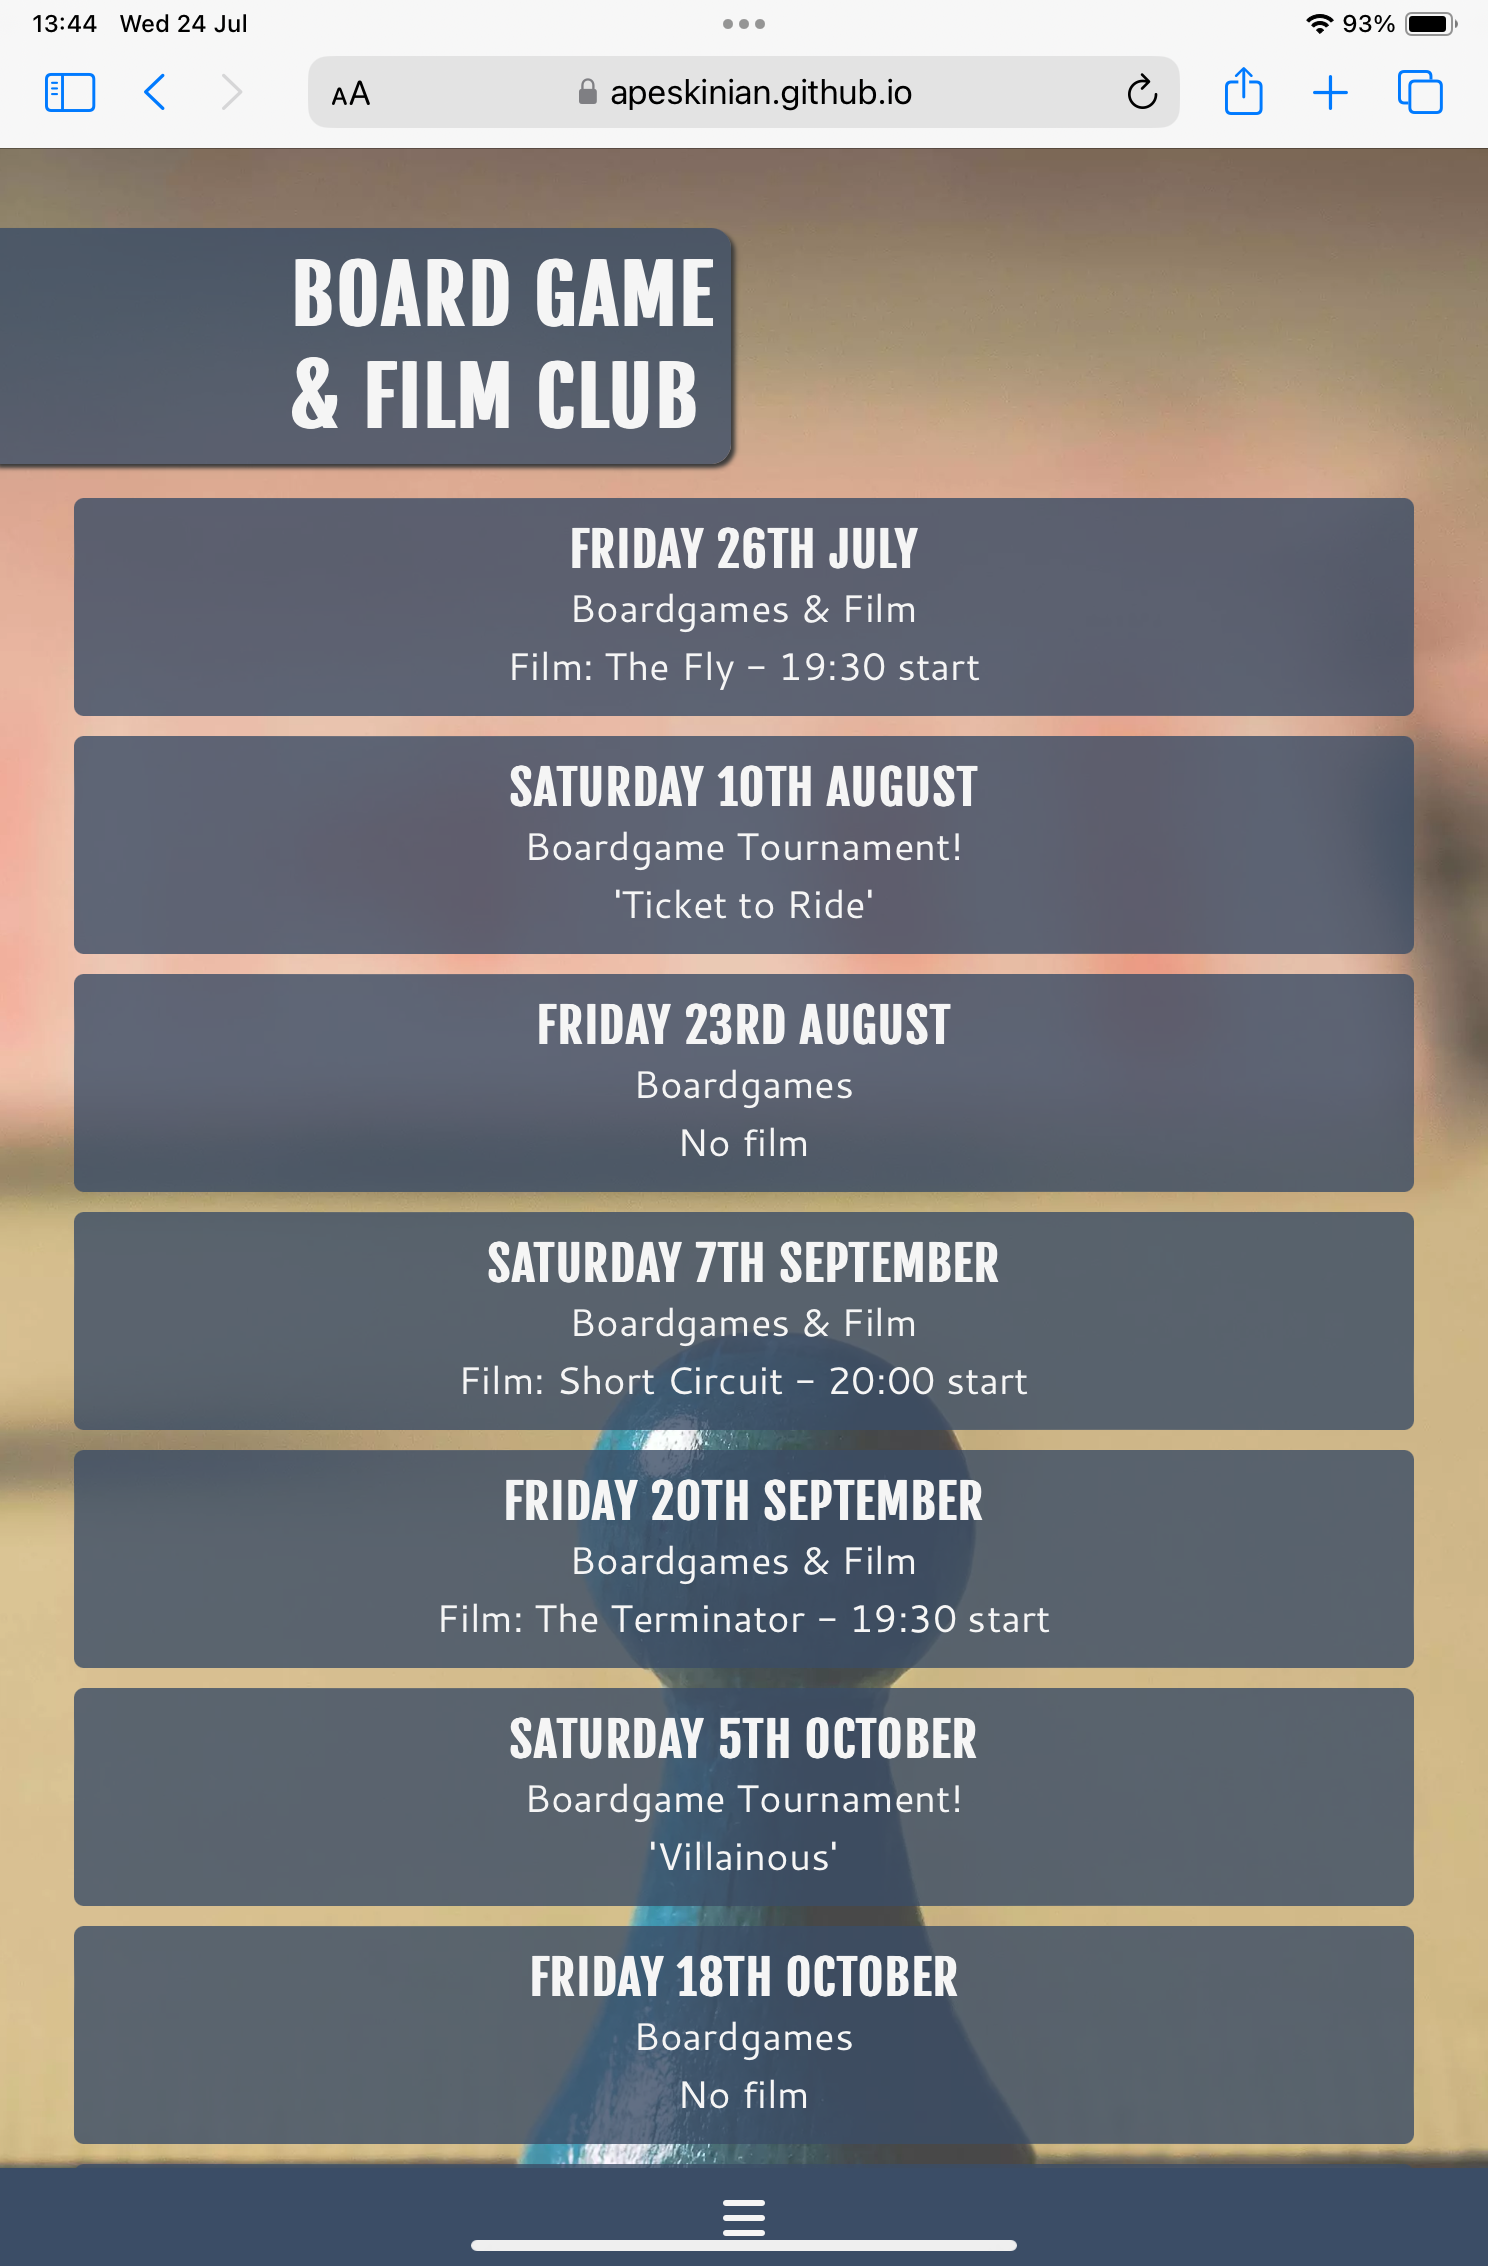 13:44 Wed 24 Jul
93%
AA
apeskinian.github.io
BOARD GAME
& FILM CLUB
FRIDAY 26TH JULY
Boardgames & Film
Film: The Fly - 19:30 start
SATURDAY 10TH AUGUST
Boardgame Tournament!
'Ticket to Ride'
FRIDAY 23RD AUGUST
Boardgames
No film
SATURDAY 7TH SEPTEMBER
Boardgames & Film
Film: Short Circuit - 20:00 start
FRIDAY 20TH SEPTEMBER
Boardgames & Film
Film: The Terminator - 19:30 start
SATURDAY 5TH OCTOBER
Boardgame Tournament!
'Villainous'
FRIDAY 18TH OCTOBER
Boardgames
No film